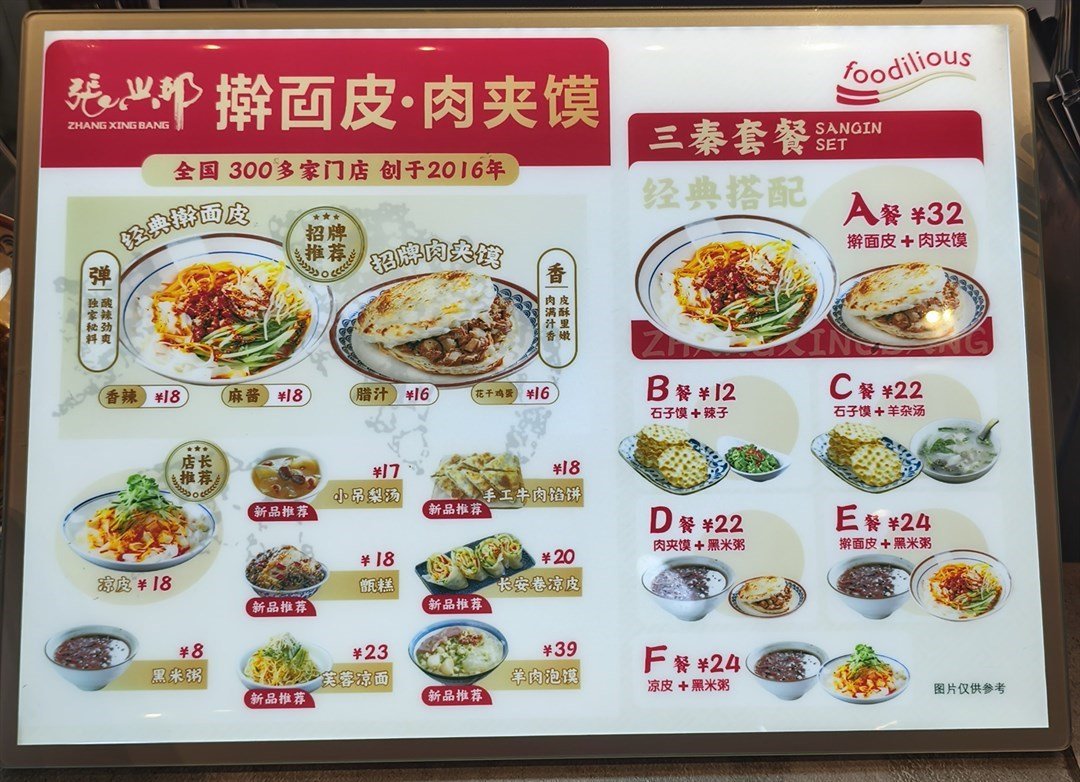 張興邦
ZHANG XING BANG
擀面皮·肉夹馍
全国 300多家门店 创于2016年
经典擀面皮
招牌
推荐
招牌肉夹馍
弹
酸辣劲爽
独家秘料
香
皮酥里嫩
肉满汁香
香辣 ¥18
麻酱 ¥18
腊汁 ¥16
花干鸡蛋 ¥16
店长
推荐
凉皮 ¥18
¥17
小吊梨汤
新品推荐
¥18
手工牛肉馅饼
新品推荐
¥18
甑糕
新品推荐
¥20
长安卷凉皮
新品推荐
¥8
黑米粥
¥23
芙蓉凉面
新品推荐
¥39
羊肉泡馍
新品推荐
foodilious
三秦套餐 SANQIN
SET
经典搭配
A餐 ¥32
擀面皮+肉夹馍
ZHANGXINGBANG
B餐 ¥12
石子馍+辣子
C餐 ¥22
石子馍+羊杂汤
D餐 ¥22
肉夹馍+黑米粥
E餐 ¥24
擀面皮+黑米粥
F餐 ¥24
凉皮+黑米粥
图片仅供参考